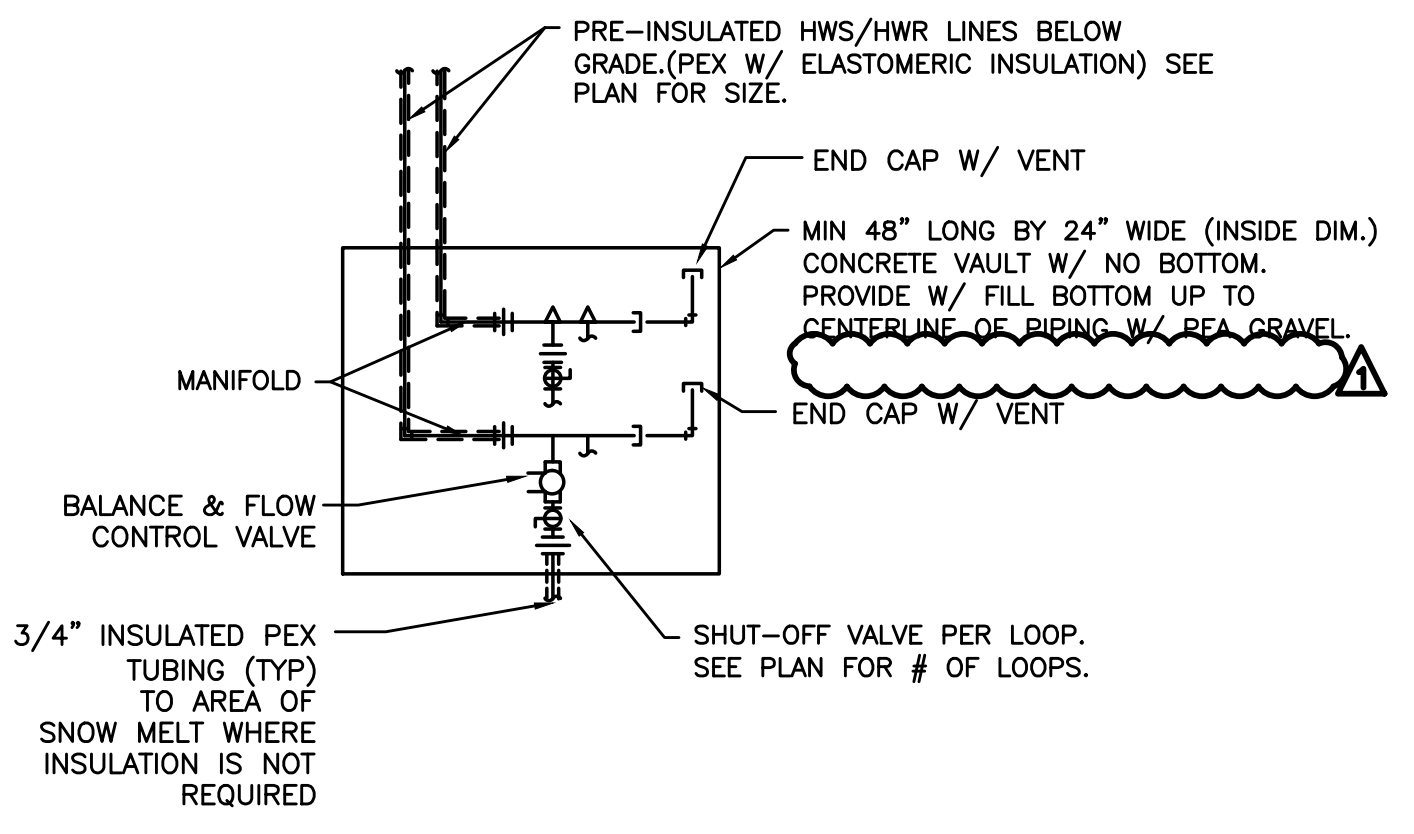 PRE-INSULATED HWS/HWR LINES BELOW
GRADE.(PEX W/ ELASTOMERIC INSULATION) SEE
PLAN FOR SIZE.
END CAP W/ VENT
MIN 48" LONG BY 24" WIDE (INSIDE DIM.)
CONCRETE VAULT W/ NO BOTTOM.
PROVIDE W/ FILL BOTTOM UP TO
CENTERLINE OF PIPING W/ PEA GRAVEL.
1
MANIFOLD
END CAP W/ VENT
BALANCE & FLOW
CONTROL VALVE
3/4" INSULATED PEX
TUBING (TYP)
TO AREA OF
SNOW MELT WHERE
INSULATION IS NOT
REQUIRED
SHUT-OFF VALVE PER LOOP.
SEE PLAN FOR # OF LOOPS.